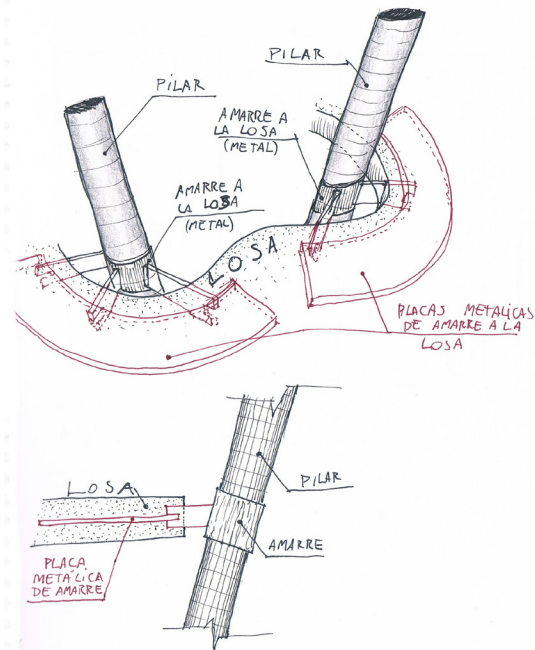 PILAR
PILAR
AMARRE A
LA LOSA
(METAL)
AMARRE A
LA LOSA
(METAL)
LOSA
PLACAS METALICAS
DE AMARRE A LA
LOSA
LOSA
PILAR
AMARRE
PLACA
METÁLICA
DE AMARRE